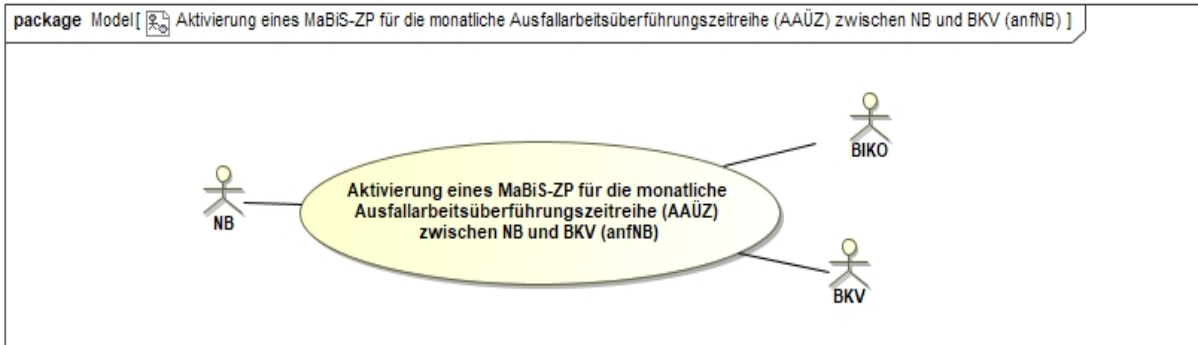 package Model[ Aktivierung eines MaBiS-ZP für die monatliche Ausfallarbeitsüberführungszeitreihe (AAÜZ) zwischen NB und BKV (anfNB) ]
BIKO
Aktivierung eines MaBiS-ZP für die monatliche
Ausfallarbeitsüberführungszeitreihe (AAÜZ)
zwischen NB und BKV (anfNB)
NB
BKV